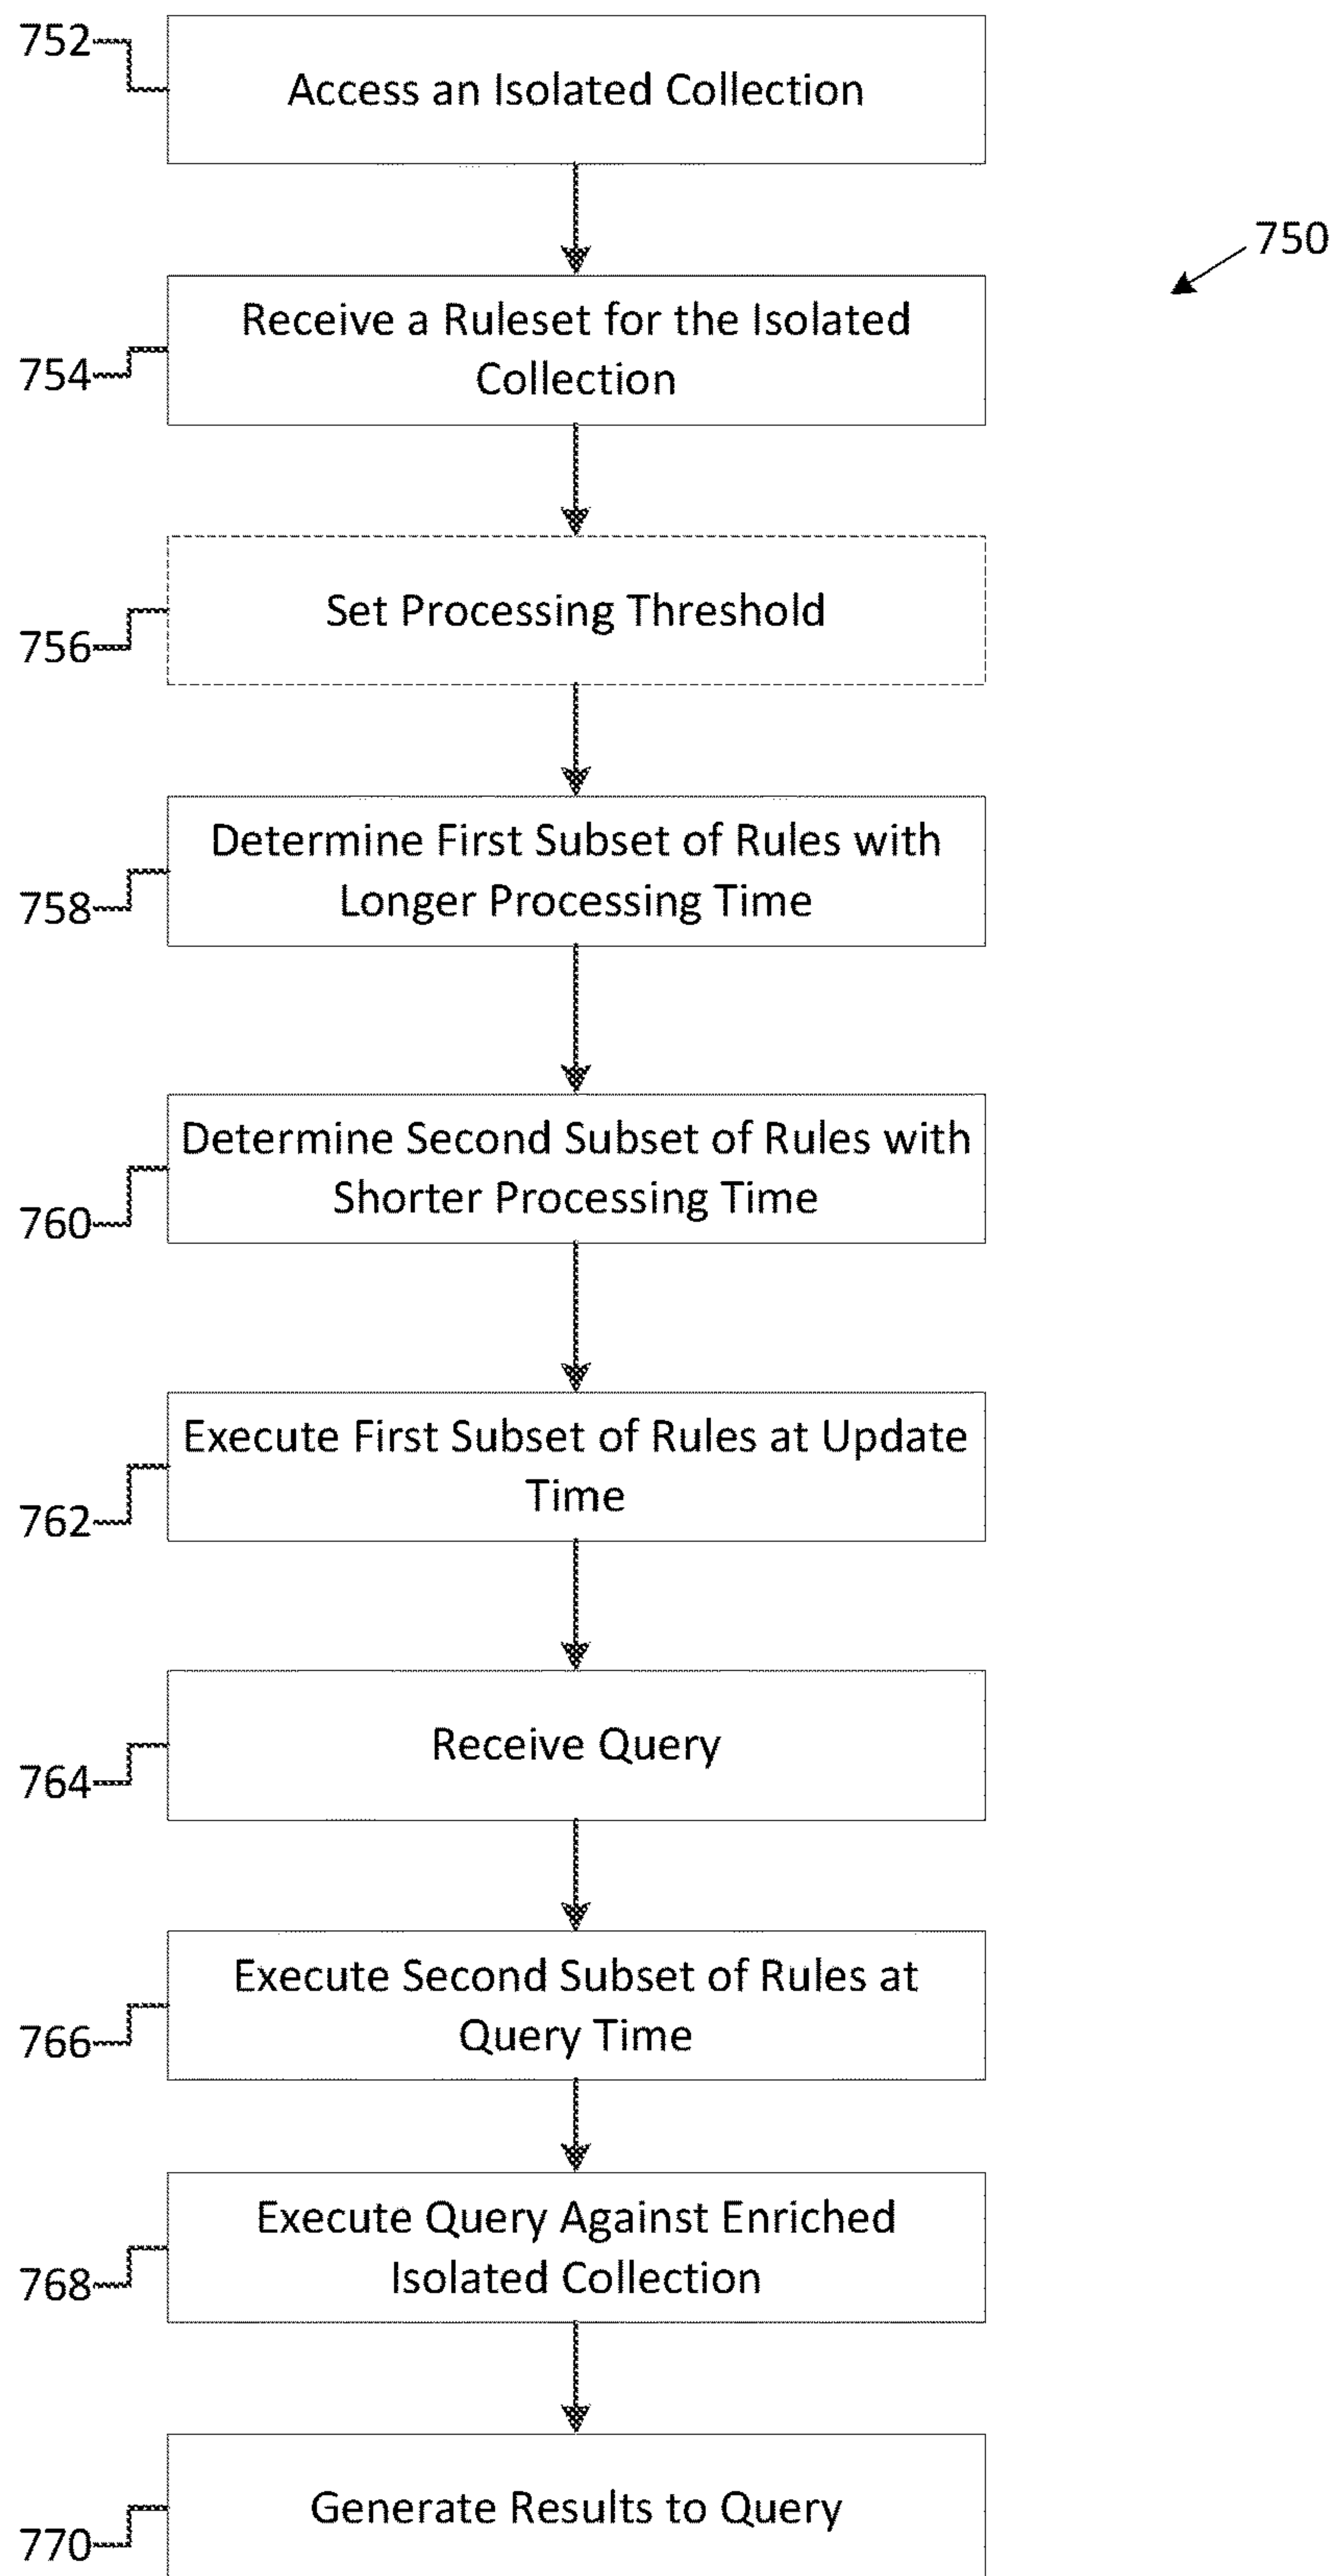 752
Access an Isolated Collection
750
Receive a Ruleset for the Isolated
Collection
754
Set Processing Threshold
756
Determine First Subset of Rules with
Longer Processing Time
758
Determine Second Subset of Rules with
Shorter Processing Time
760
Execute First Subset of Rules at Update
Time
762
Receive Query
764
Execute Second Subset of Rules at
Query Time
766
Execute Query Against Enriched
Isolated Collection
768
Generate Results to Query
770